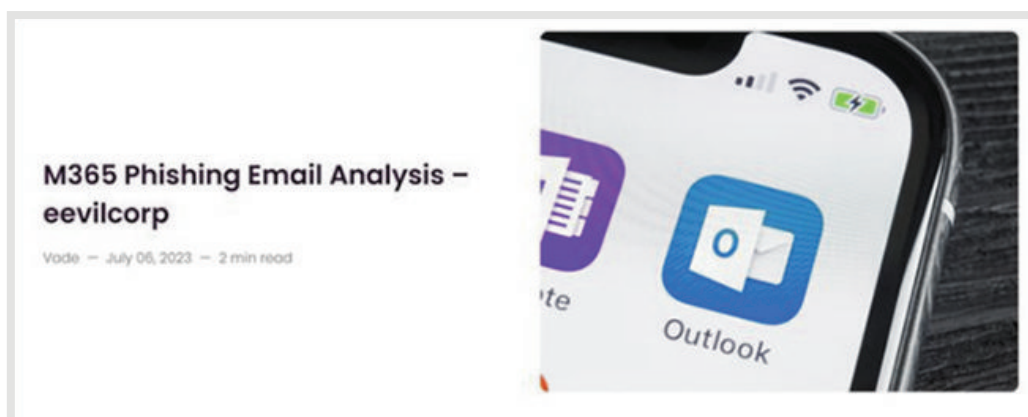 M365 Phishing Email Analysis –
eevilcorp
Vade — July 06, 2023 — 2 min read
te
Outlook